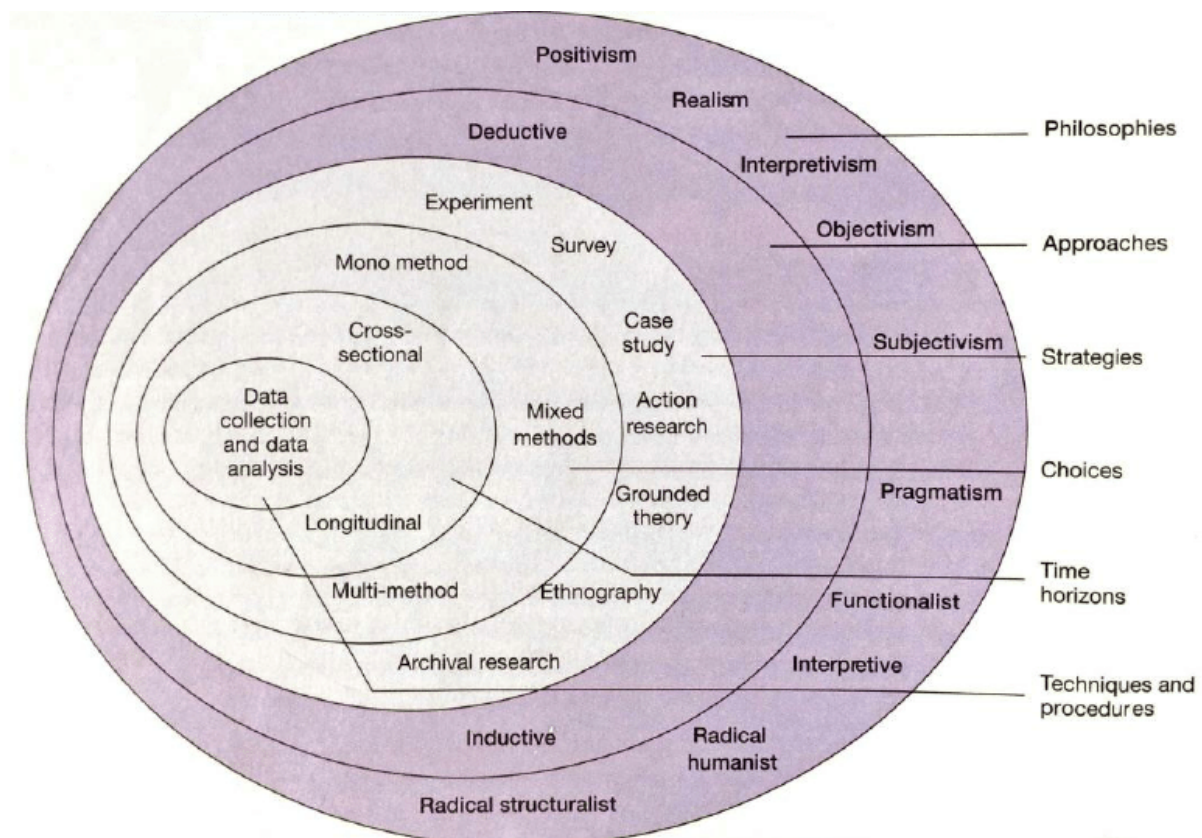 Positivism
Realism
Philosophies
Deductive
Interpretivism
Experiment
Objectivism
Approaches
Survey
Mono method
Case
study
Cross-
sectional
Subjectivism
Strategies
Data
collection
and data
analysis
Mixed
methods
Action
research
Choices
Pragmatism
Grounded
theory
Longitudinal
Time
horizons
Multi-method
Ethnography
Functionalist
Archival research
Interpretive
Techniques and
procedures
Inductive
Radical
humanist
Radical structuralist